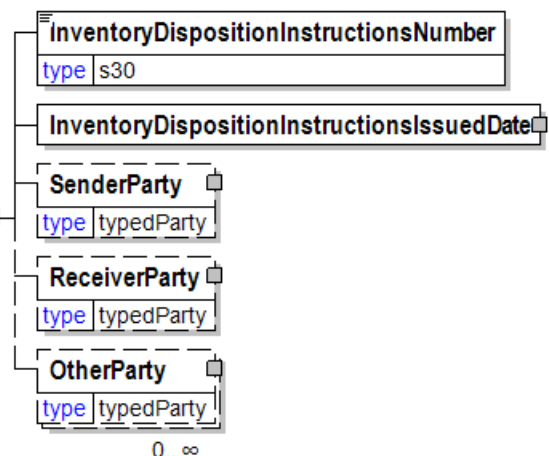 InventoryDispositionInstructionsNumber
type s30
InventoryDispositionInstructionsIssuedDate
SenderParty
type typedParty
ReceiverParty
type typedParty
OtherParty
type typedParty
0..∞